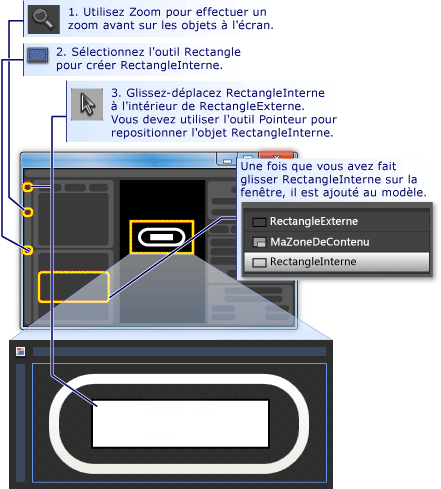 1. Utilisez Zoom pour effectuer un
zoom avant sur les objets à l'écran.
2. Sélectionnez l'outil Rectangle
pour créer RectangleInterne.
3. Glissez-déplacez RectangleInterne
à l'intérieur de RectangleExterne.
Vous devez utiliser l'outil Pointeur pour
repositionner l'objet RectangleInterne.
Une fois que vous avez fait
glisser RectangleInterne sur la
fenêtre, il est ajouté au modèle.
RectangleExterne
MaZoneDeContenu
RectangleInterne